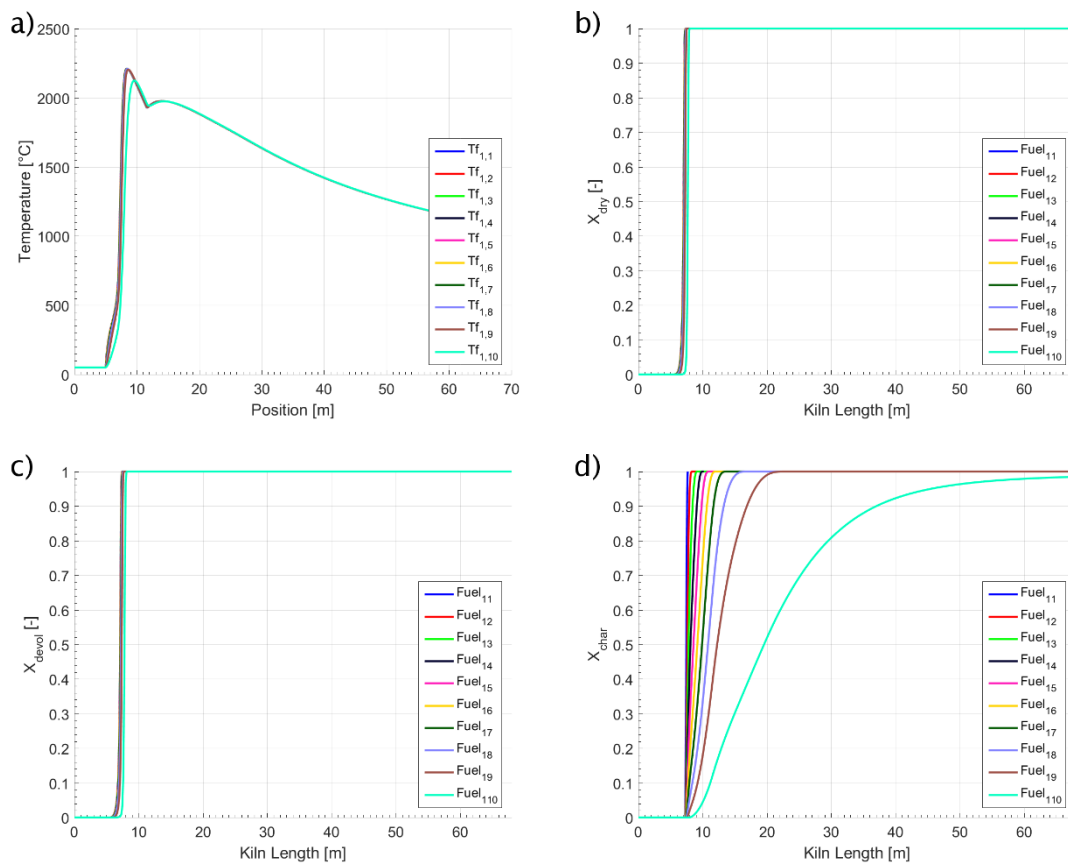 a)
2500
2000
1500
1000
500
0
Temperature [°C]
0 10 20 30 40 50 60 70
Position [m]
Tf1,1
Tf1,2
Tf1,3
Tf1,4
Tf1,5
Tf1,6
Tf1,7
Tf1,8
Tf1,9
Tf1,10
b)
1
0.9
0.8
0.7
0.6
0.5
0.4
0.3
0.2
0.1
0
Xdry [-]
0 10 20 30 40 50 60
Kiln Length [m]
Fuel11
Fuel12
Fuel13
Fuel14
Fuel15
Fuel16
Fuel17
Fuel18
Fuel19
Fuel110
c)
1
0.9
0.8
0.7
0.6
0.5
0.4
0.3
0.2
0.1
0
Xdevol [-]
0 10 20 30 40 50 60
Kiln Length [m]
Fuel11
Fuel12
Fuel13
Fuel14
Fuel15
Fuel16
Fuel17
Fuel18
Fuel19
Fuel110
d)
1
0.9
0.8
0.7
0.6
0.5
0.4
0.3
0.2
0.1
0
Xchar
0 10 20 30 40 50 60
Kiln Length [m]
Fuel11
Fuel12
Fuel13
Fuel14
Fuel15
Fuel16
Fuel17
Fuel18
Fuel19
Fuel110